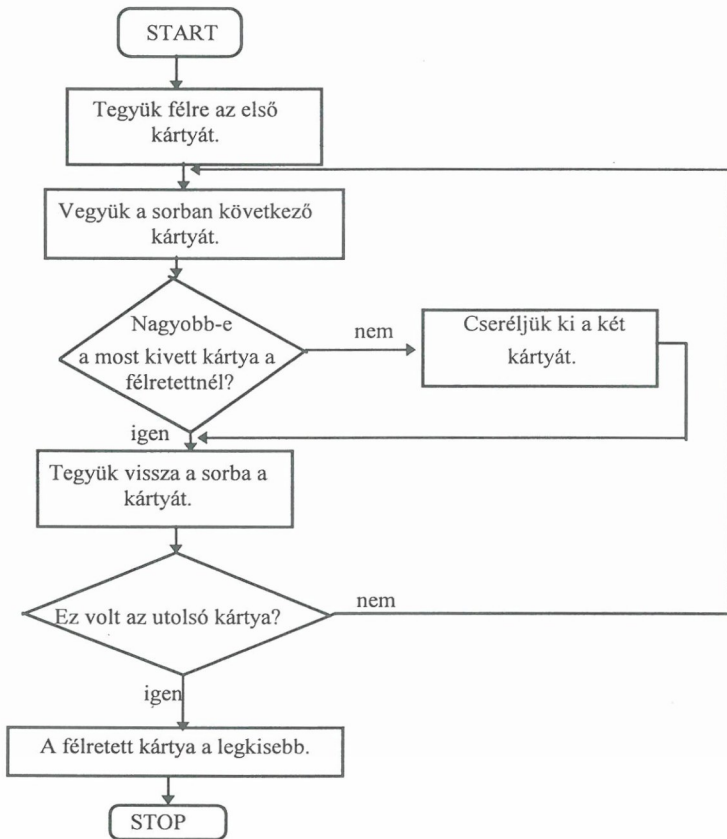 START
Tegyük félre az első
kártyát.
Vegyük a sorban következő
kártyát.
Nagyobb-e
a most kivett kártya a
félretettnél?
nem
Cseréljük ki a két
kártyát.
igen
Tegyük vissza a sorba a
kártyát.
Ez volt az utolsó kártya?
nem
igen
A félretett kártya a legkisebb.
STOP